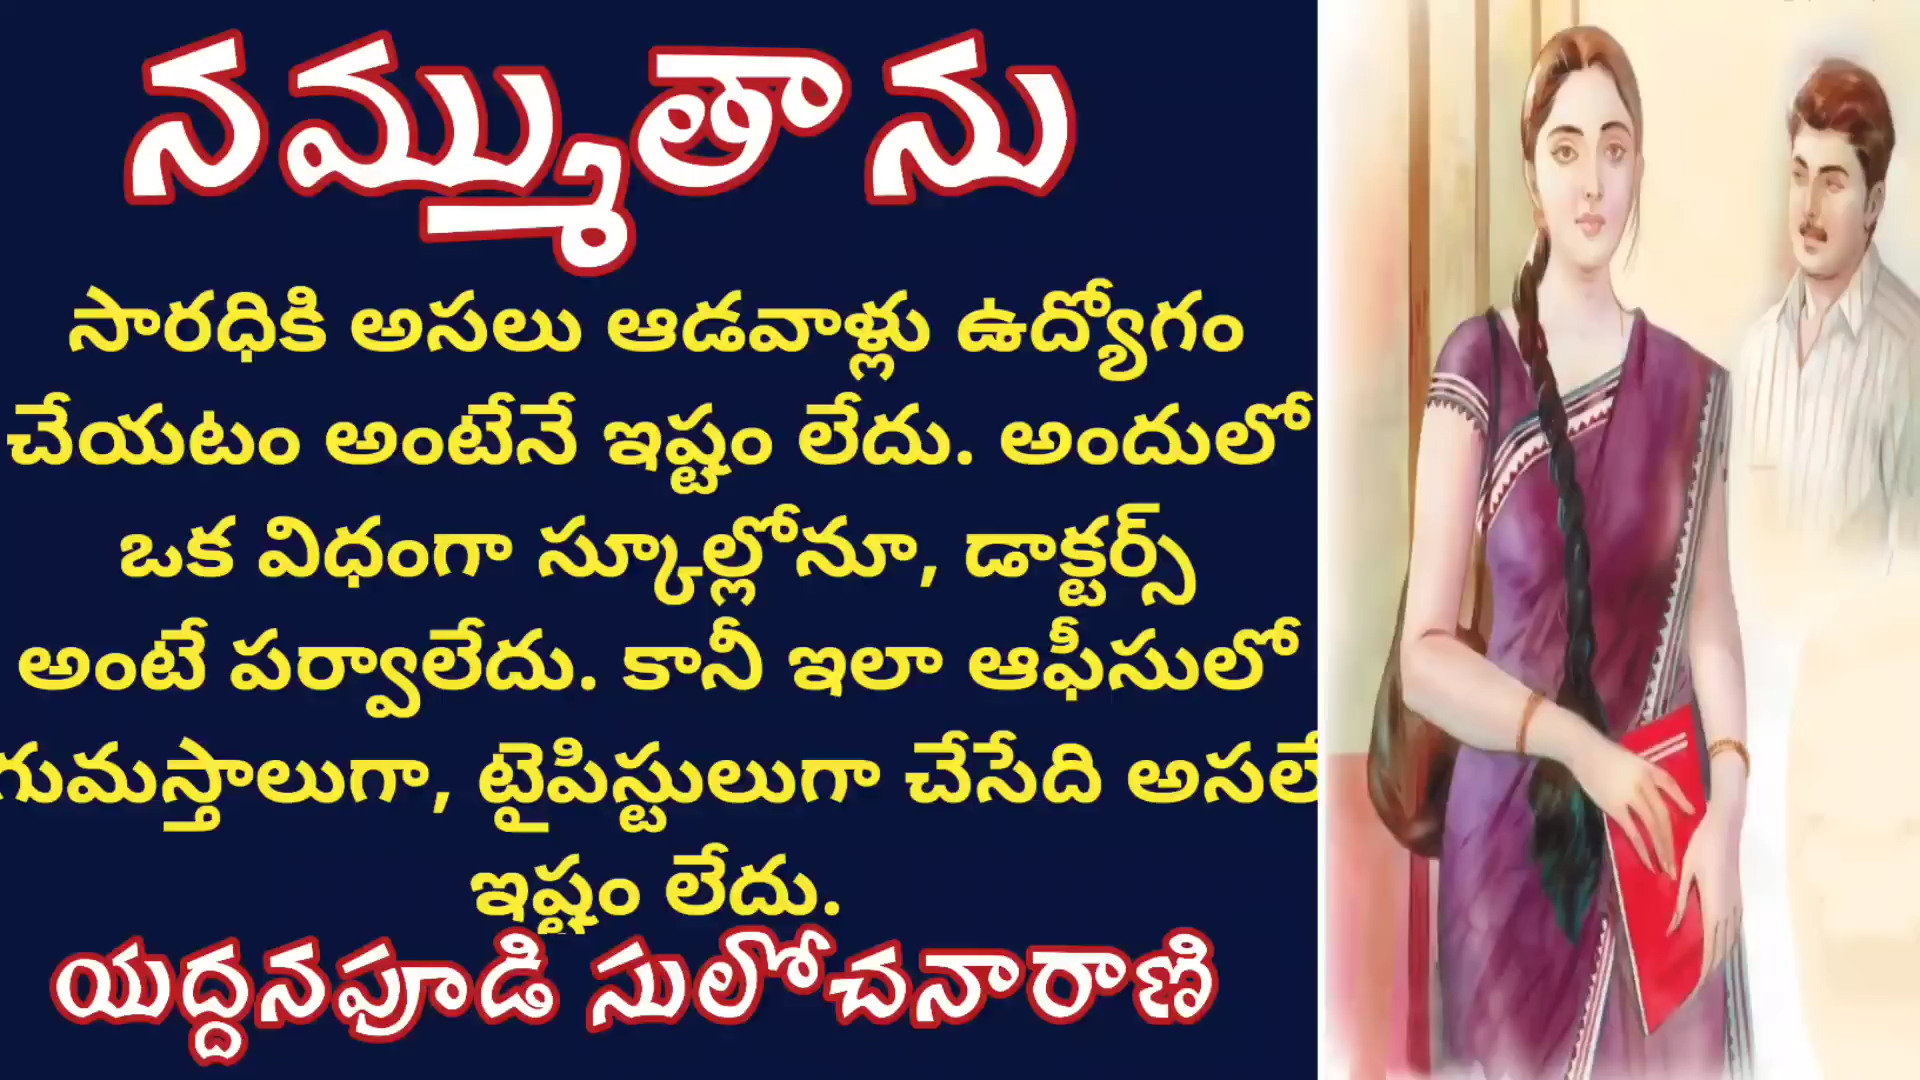 నమ్ముతాను
సారధికి అసలు ఆడవాళ్లు ఉద్యోగం
చేయటం అంటేనే ఇష్టం లేదు. అందులో
ఒక విధంగా స్కూల్లోనూ, డాక్టర్స్
అంటే పర్వాలేదు. కానీ ఇలా ఆఫీసులో
గుమస్తాలుగా, టైపిస్టులుగా చేసేది అసలే
ఇష్టం లేదు.
యద్దనపూడి సులోచనారాణి